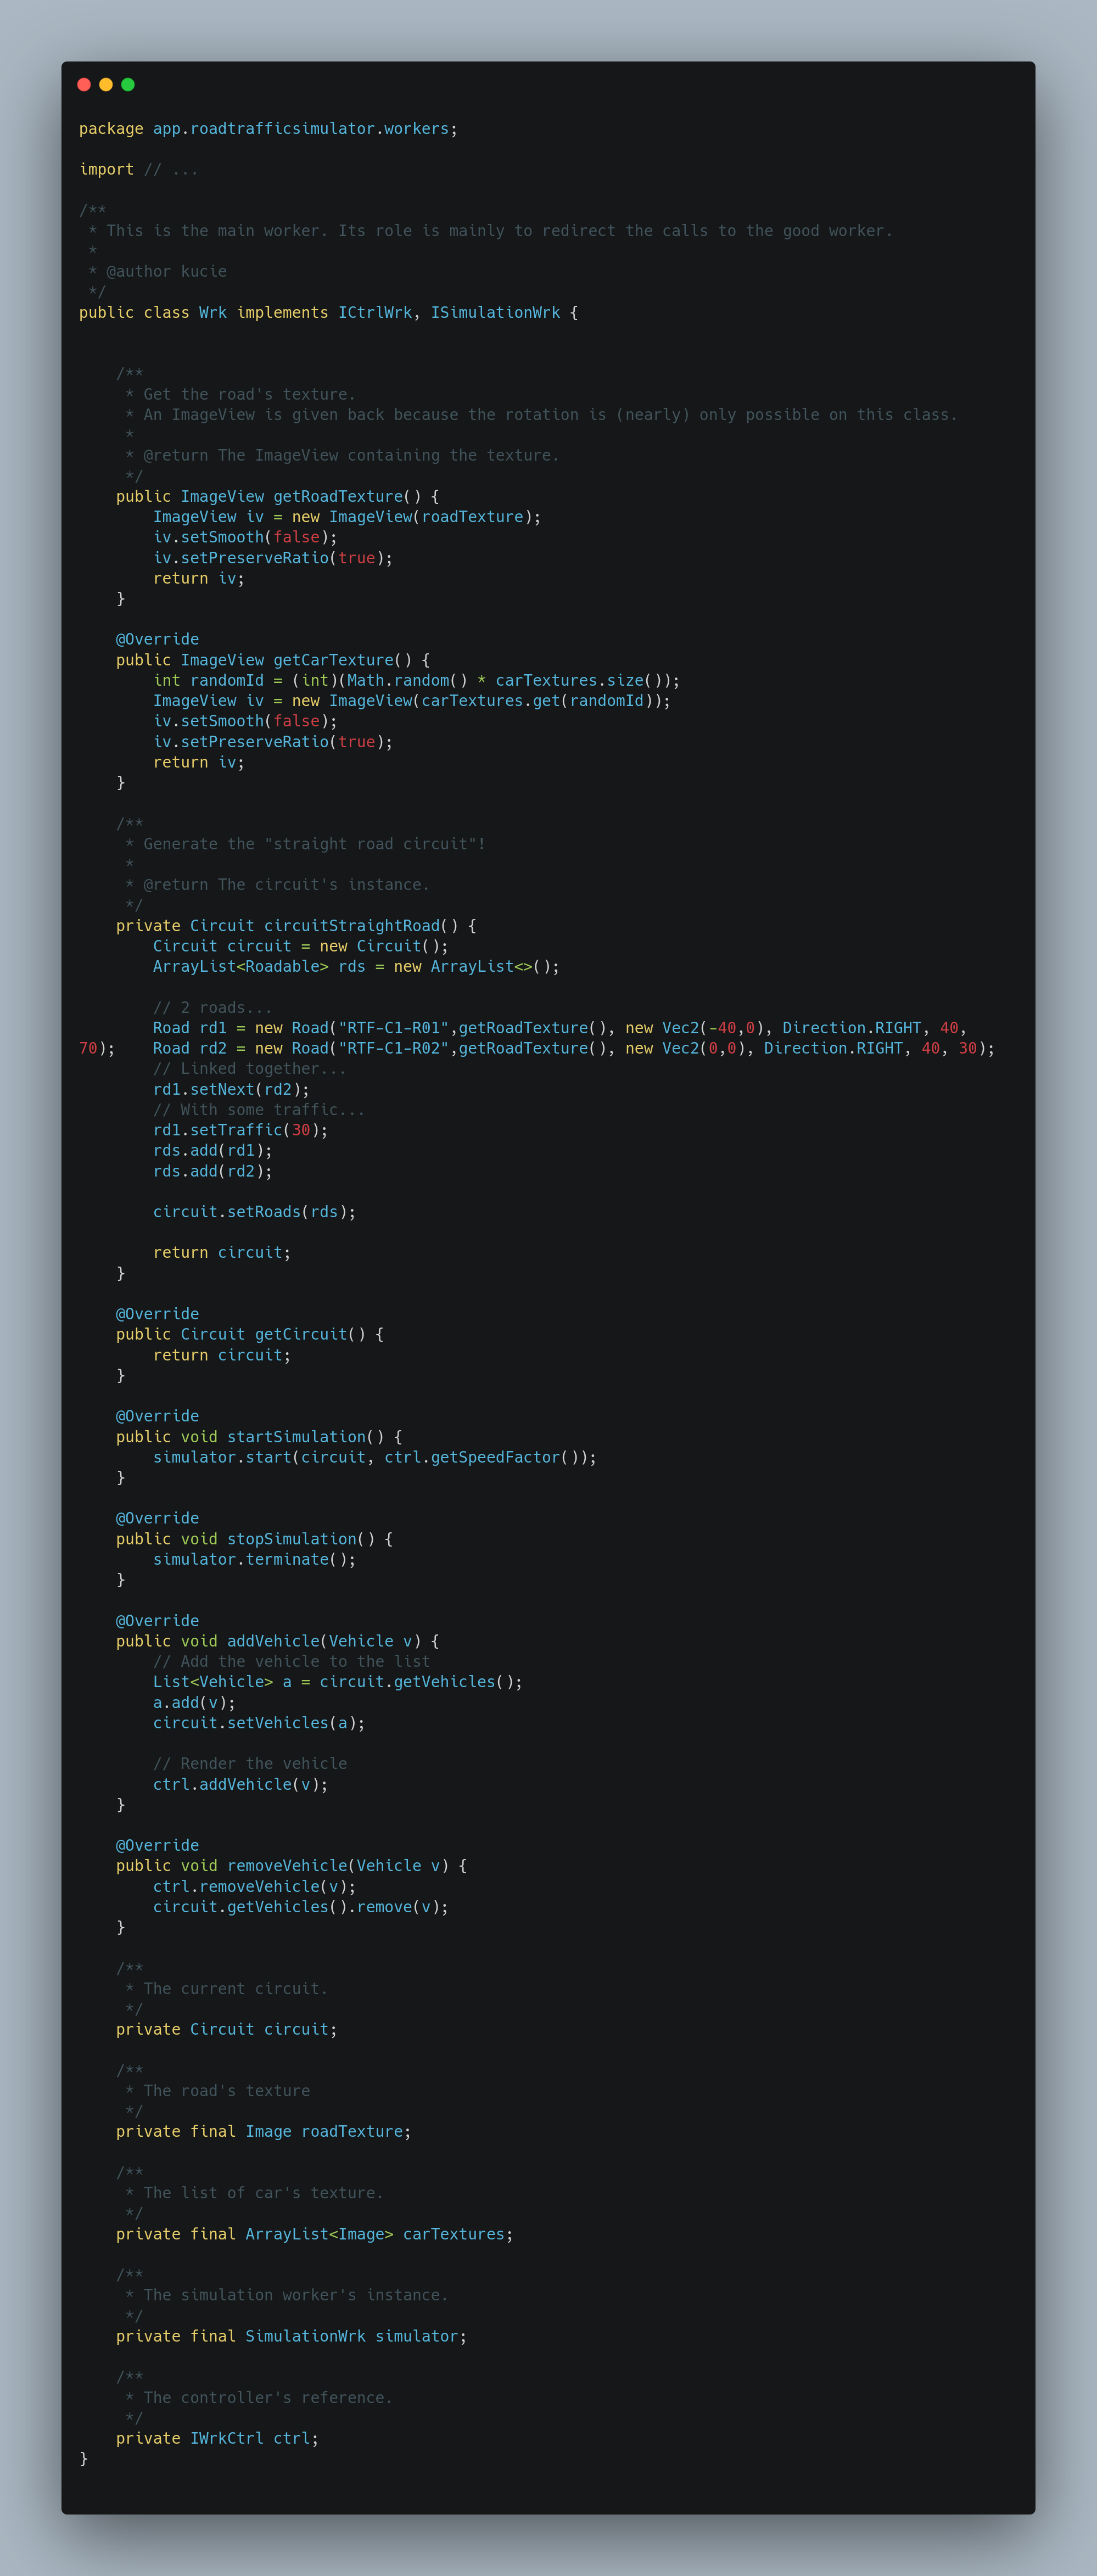 package app.roadtrafficsimulator.workers;

import // ...

/**
 * This is the main worker. Its role is mainly to redirect the calls to the good worker.
 *
 * @author kucie
 */
public class Wrk implements ICtrlWrk, ISimulationWrk {


    /**
     * Get the road's texture.
     * An ImageView is given back because the rotation is (nearly) only possible on this class.
     *
     * @return The ImageView containing the texture.
     */
    public ImageView getRoadTexture() {
        ImageView iv = new ImageView(roadTexture);
        iv.setSmooth(false);
        iv.setPreserveRatio(true);
        return iv;
    }

    @Override
    public ImageView getCarTexture() {
        int randomId = (int)(Math.random() * carTextures.size());
        ImageView iv = new ImageView(carTextures.get(randomId));
        iv.setSmooth(false);
        iv.setPreserveRatio(true);
        return iv;
    }

    /**
     * Generate the "straight road circuit"!
     *
     * @return The circuit's instance.
     */
    private Circuit circuitStraightRoad() {
        Circuit circuit = new Circuit();
        ArrayList<Roadable> rds = new ArrayList<>();

        // 2 roads...
        Road rd1 = new Road("RTF-C1-R01",getRoadTexture(), new Vec2(-40,0), Direction.RIGHT, 40,
70);    Road rd2 = new Road("RTF-C1-R02",getRoadTexture(), new Vec2(0,0), Direction.RIGHT, 40, 30);
        // Linked together...
        rd1.setNext(rd2);
        // With some traffic...
        rd1.setTraffic(30);
        rds.add(rd1);
        rds.add(rd2);

        circuit.setRoads(rds);

        return circuit;
    }

    @Override
    public Circuit getCircuit() {
        return circuit;
    }

    @Override
    public void startSimulation() {
        simulator.start(circuit, ctrl.getSpeedFactor());
    }

    @Override
    public void stopSimulation() {
        simulator.terminate();
    }

    @Override
    public void addVehicle(Vehicle v) {
        // Add the vehicle to the list
        List<Vehicle> a = circuit.getVehicles();
        a.add(v);
        circuit.setVehicles(a);

        // Render the vehicle
        ctrl.addVehicle(v);
    }

    @Override
    public void removeVehicle(Vehicle v) {
        ctrl.removeVehicle(v);
        circuit.getVehicles().remove(v);
    }

    /**
     * The current circuit.
     */
    private Circuit circuit;

    /**
     * The road's texture
     */
    private final Image roadTexture;

    /**
     * The list of car's texture.
     */
    private final ArrayList<Image> carTextures;

    /**
     * The simulation worker's instance.
     */
    private final SimulationWrk simulator;

    /**
     * The controller's reference.
     */
    private IWrkCtrl ctrl;
}